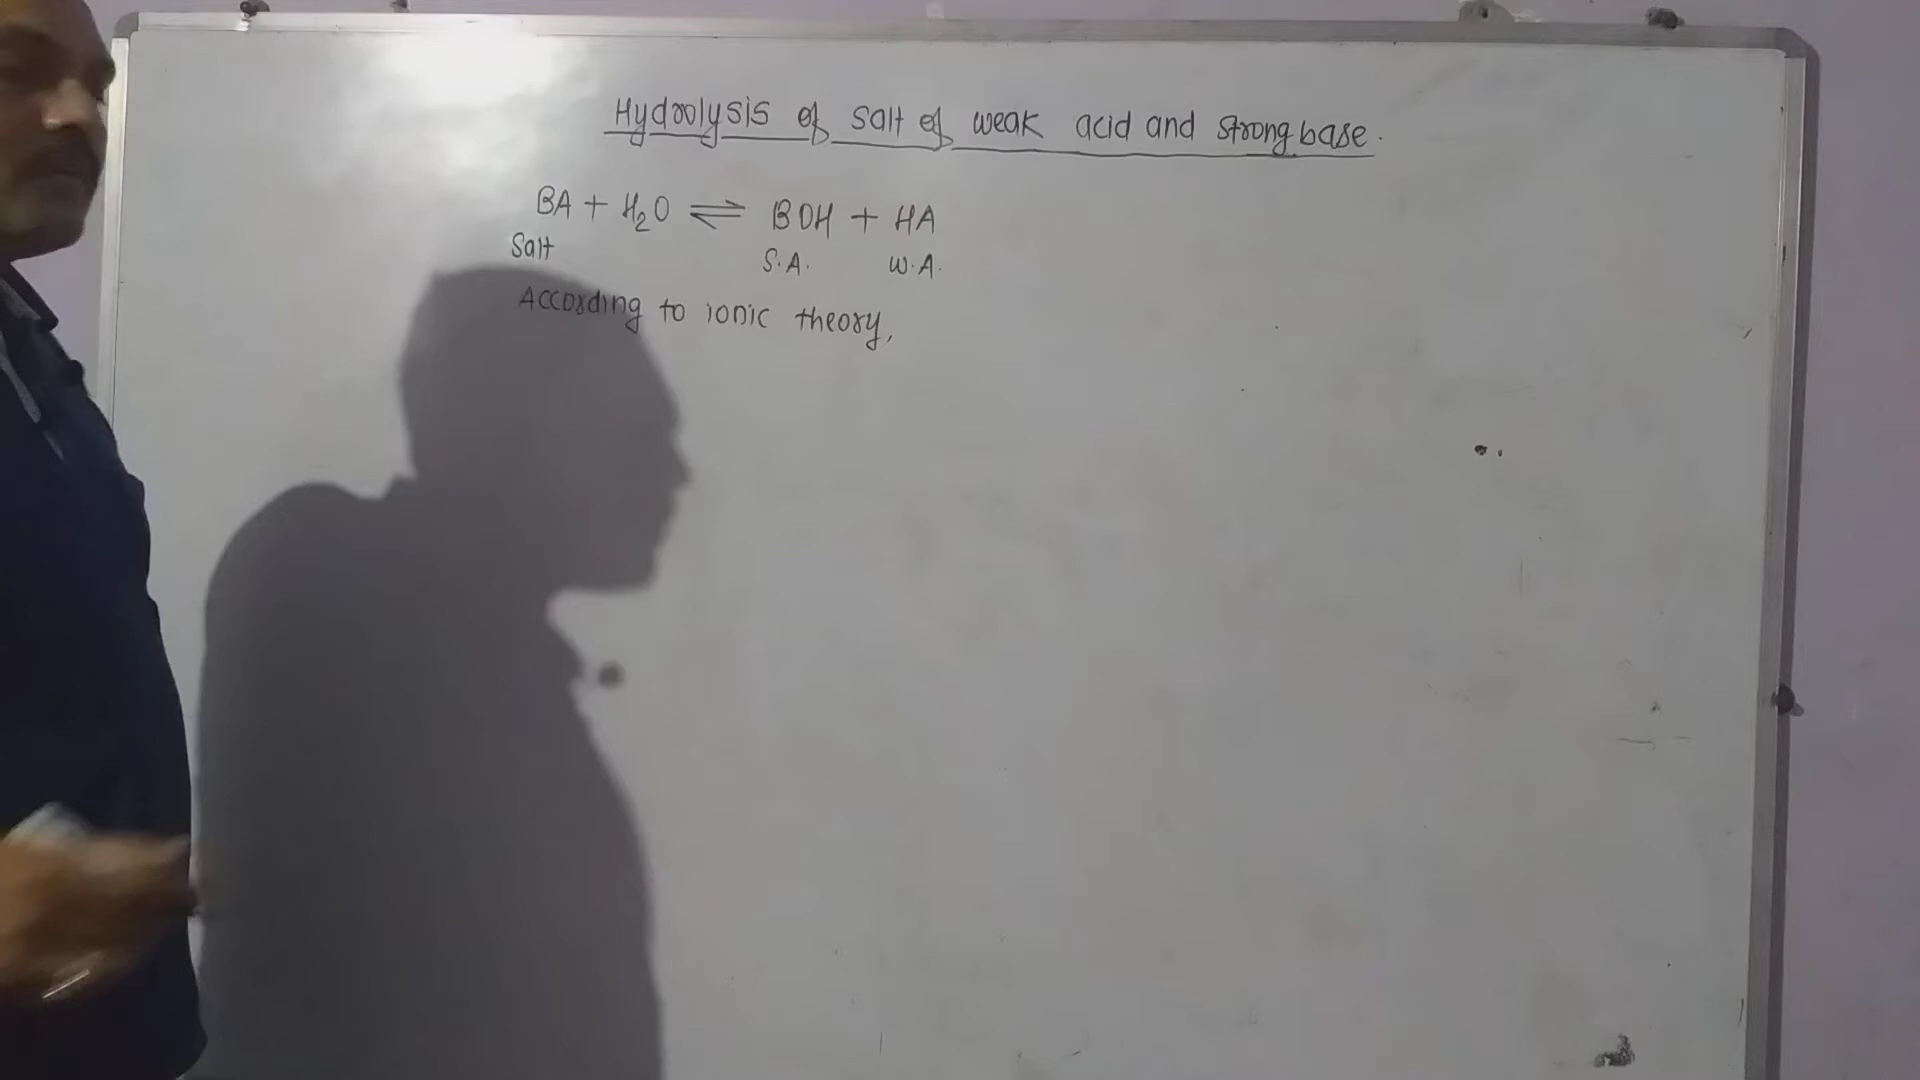 Hydrolysis of salt of weak acid and strong base.
BA + H₂O ⇌ BOH + HA
Salt S.A. W.A.
According to ionic theory,